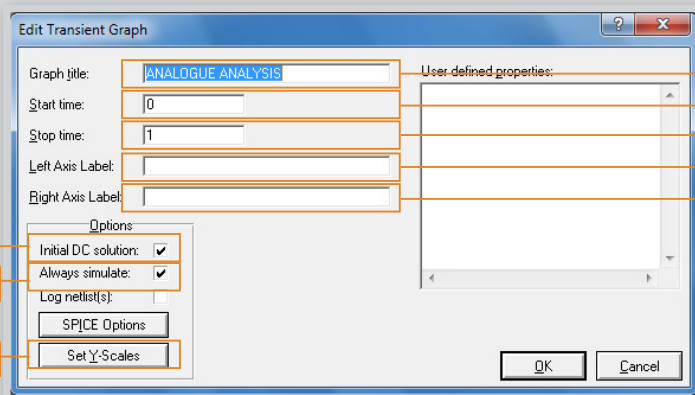 Edit Transient Graph
?
Graph title:
ANALOGUE ANALYSIS
Start time:
0
Stop time:
1
Left Axis Label:
Right Axis Label:
User defined properties:
Options
Initial DC solution:
Always simulate:
Log netlist(s):
SPICE Options
Set Y-Scales
OK
Cancel